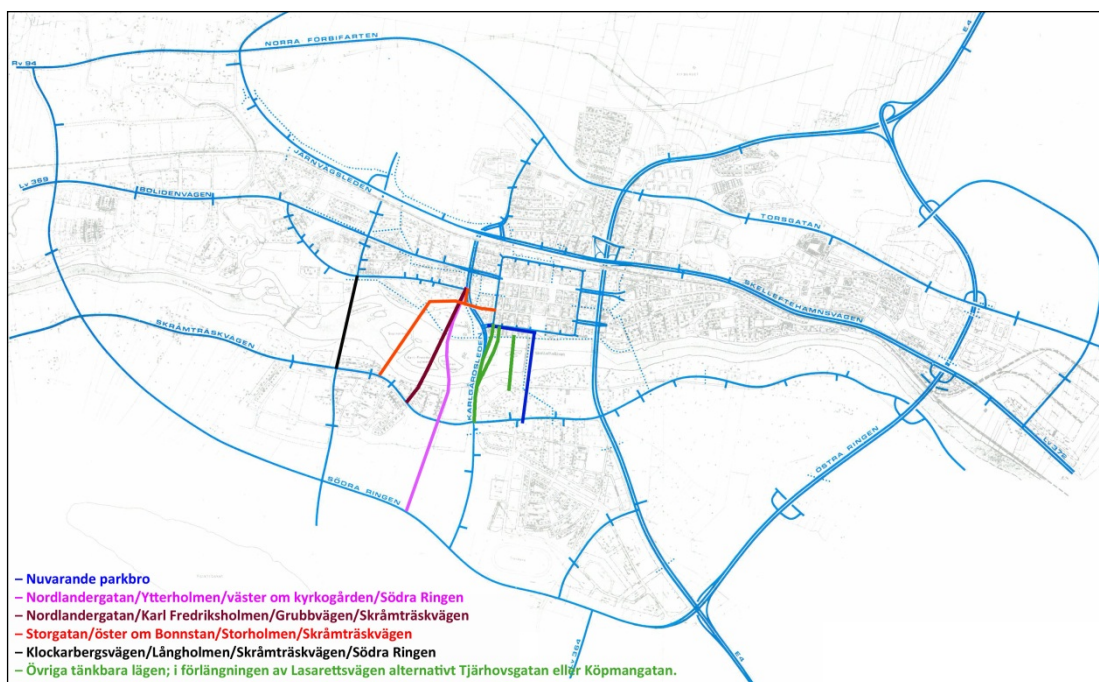 E4
NORRA FÖRBIFARTEN
Rv 94
JÄRNVÄGSLEDEN
Lv 369
BOLIDENVÄGEN
TORSGATAN
SKELLEFTEHAMNSVÄGEN
SKRÅMTRÄSKVÄGEN
KARLGÅRDSLEDEN
Lv 372
ÖSTRA RINGEN
SÖDRA RINGEN
Lv 364
E4
– Nuvarande parkbro
– Nordlandergatan/Ytterholmen/väster om kyrkogården/Södra Ringen
– Nordlandergatan/Karl Fredriksholmen/Grubbvägen/Skråmträskvägen
– Storgatan/öster om Bonnstan/Storholmen/Skråmträskvägen
– Klockarbergsvägen/Långholmen/Skråmträskvägen/Södra Ringen
– Övriga tänkbara lägen; i förlängningen av Lasarettsvägen alternativt Tjärhovsgatan eller Köpmangatan.